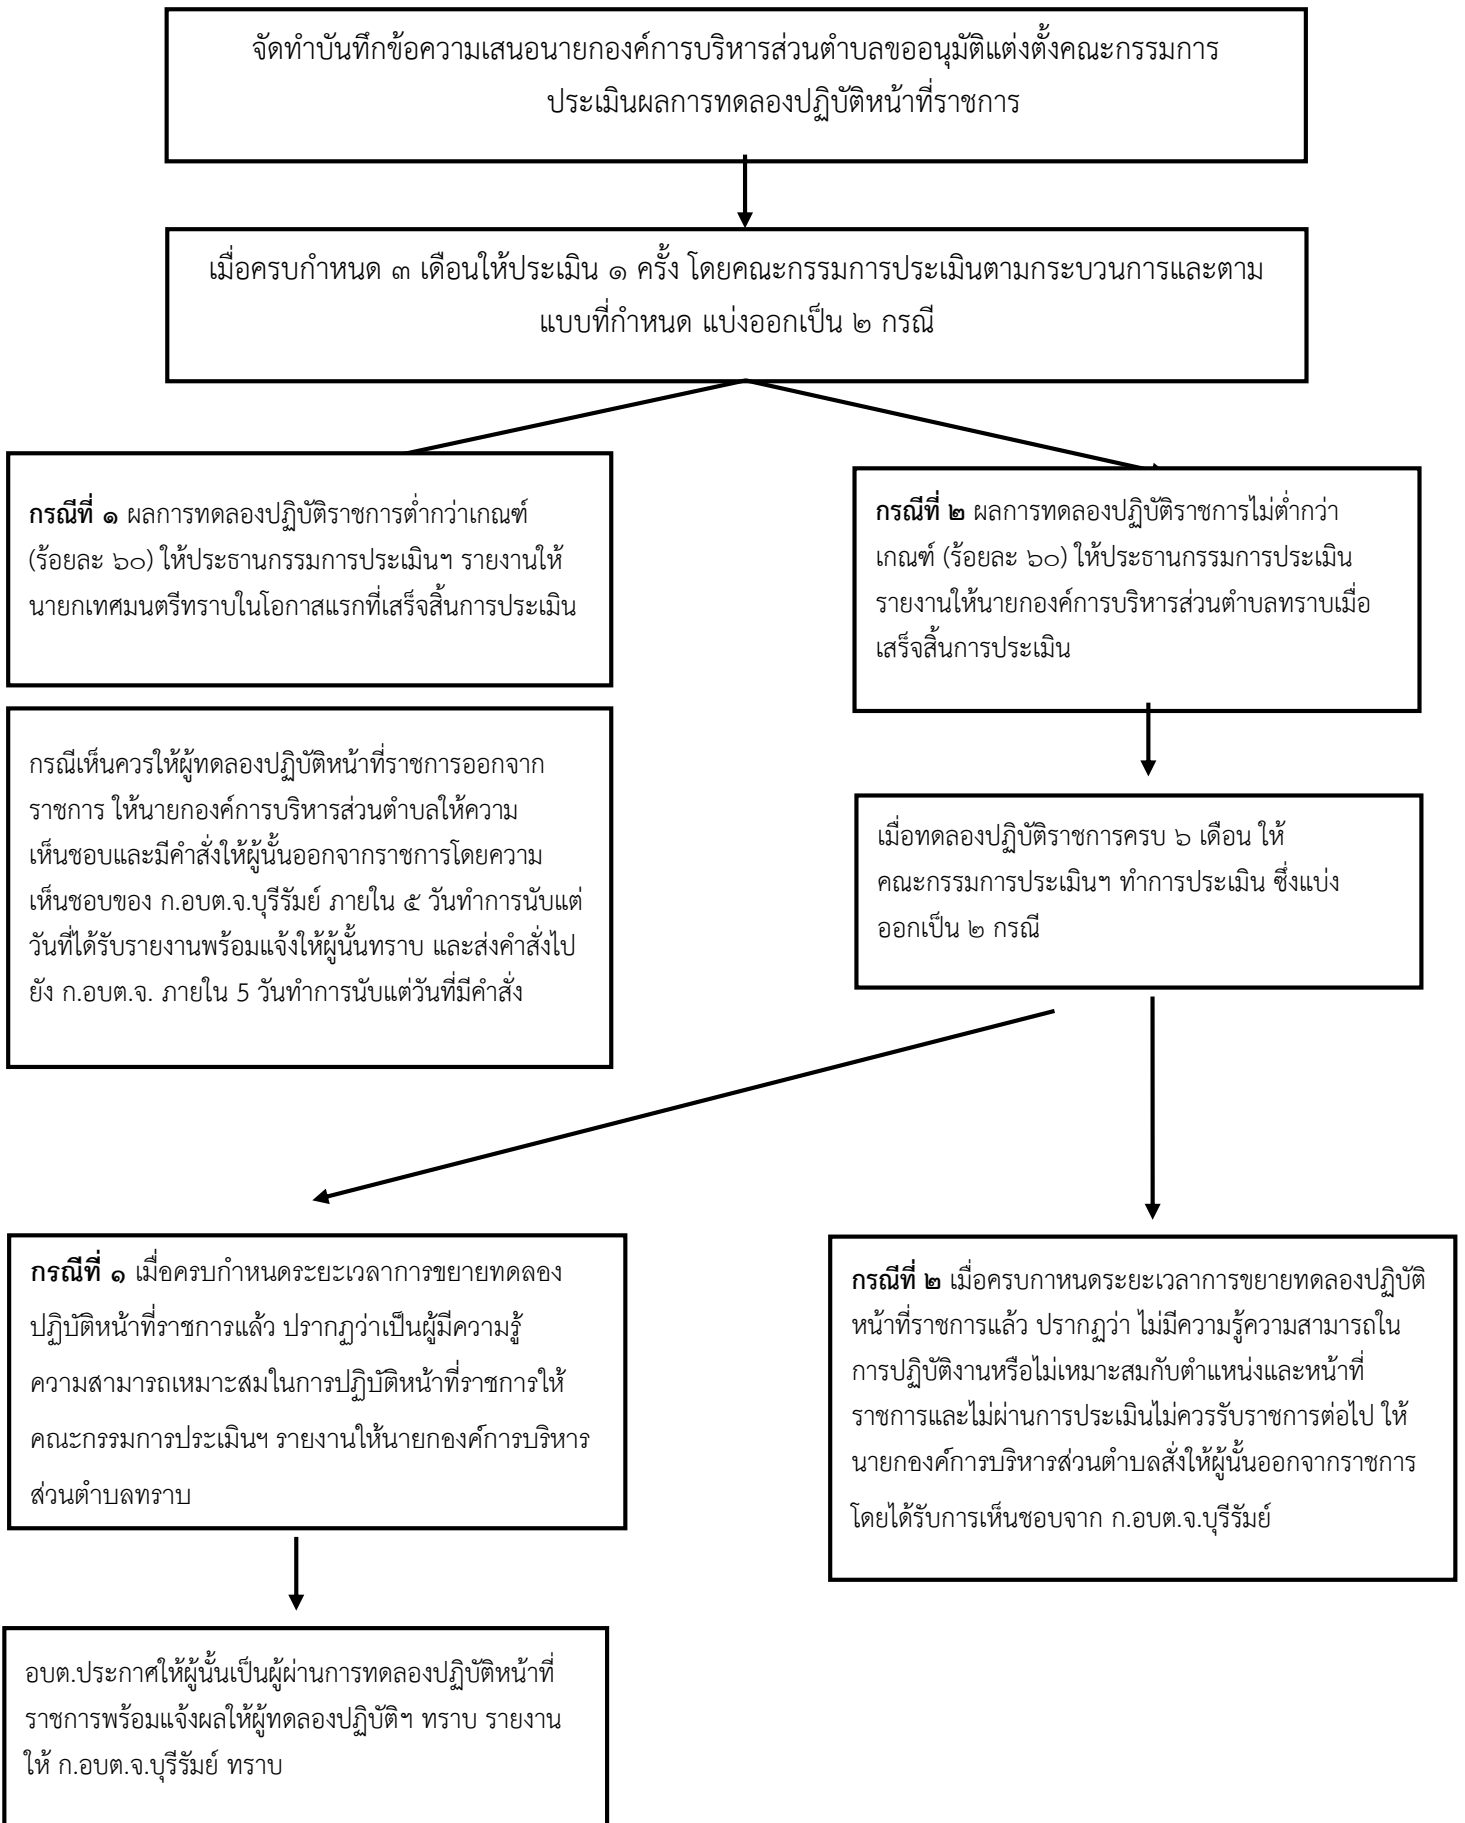 จัดทำบันทึกข้อความเสนอนายกองค์การบริหารส่วนตำบลขออนุมัติแต่งตั้งคณะกรรมการ
ประเมินผลการทดลองปฏิบัติหน้าที่ราชการ
เมื่อครบกำหนด ๓ เดือนให้ประเมิน ๑ ครั้ง โดยคณะกรรมการประเมินตามกระบวนการและตาม
แบบที่กำหนด แบ่งออกเป็น ๒ กรณี
กรณีที่ ๑ ผลการทดลองปฏิบัติราชการต่ำกว่าเกณฑ์
(ร้อยละ ๖๐) ให้ประธานกรรมการประเมินฯ รายงานให้
นายกเทศมนตรีทราบในโอกาสแรกที่เสร็จสิ้นการประเมิน
กรณีที่ ๒ ผลการทดลองปฏิบัติราชการไม่ต่ำกว่า
เกณฑ์ (ร้อยละ ๖๐) ให้ประธานกรรมการประเมิน
รายงานให้นายกองค์การบริหารส่วนตำบลทราบเมื่อ
เสร็จสิ้นการประเมิน
กรณีเห็นควรให้ผู้ทดลองปฏิบัติหน้าที่ราชการออกจาก
ราชการ ให้นายกองค์การบริหารส่วนตำบลให้ความ
เห็นชอบและมีคำสั่งให้ผู้นั้นออกจากราชการโดยความ
เห็นชอบของ ก.อบต.จ.บุรีรัมย์ ภายใน ๕ วันทำการนับแต่
วันที่ได้รับรายงานพร้อมแจ้งให้ผู้นั้นทราบ และส่งคำสั่งไป
ยัง ก.อบต.จ. ภายใน 5 วันทำการนับแต่วันที่มีคำสั่ง
เมื่อทดลองปฏิบัติราชการครบ ๖ เดือน ให้
คณะกรรมการประเมินฯ ทำการประเมิน ซึ่งแบ่ง
ออกเป็น ๒ กรณี
กรณีที่ ๑ เมื่อครบกำหนดระยะเวลาการขยายทดลอง
ปฏิบัติหน้าที่ราชการแล้ว ปรากฏว่าเป็นผู้มีความรู้
ความสามารถเหมาะสมในการปฏิบัติหน้าที่ราชการให้
คณะกรรมการประเมินฯ รายงานให้นายกองค์การบริหาร
ส่วนตำบลทราบ
กรณีที่ ๒ เมื่อครบกาหนดระยะเวลาการขยายทดลองปฏิบัติ
หน้าที่ราชการแล้ว ปรากฏว่า ไม่มีความรู้ความสามารถใน
การปฏิบัติงานหรือไม่เหมาะสมกับตำแหน่งและหน้าที่
ราชการและไม่ผ่านการประเมินไม่ควรรับราชการต่อไป ให้
นายกองค์การบริหารส่วนตำบลสั่งให้ผู้นั้นออกจากราชการ
โดยได้รับการเห็นชอบจาก ก.อบต.จ.บุรีรัมย์
อบต.ประกาศให้ผู้นั้นเป็นผู้ผ่านการทดลองปฏิบัติหน้าที่
ราชการพร้อมแจ้งผลให้ผู้ทดลองปฏิบัติฯ ทราบ รายงาน
ให้ ก.อบต.จ.บุรีรัมย์ ทราบ